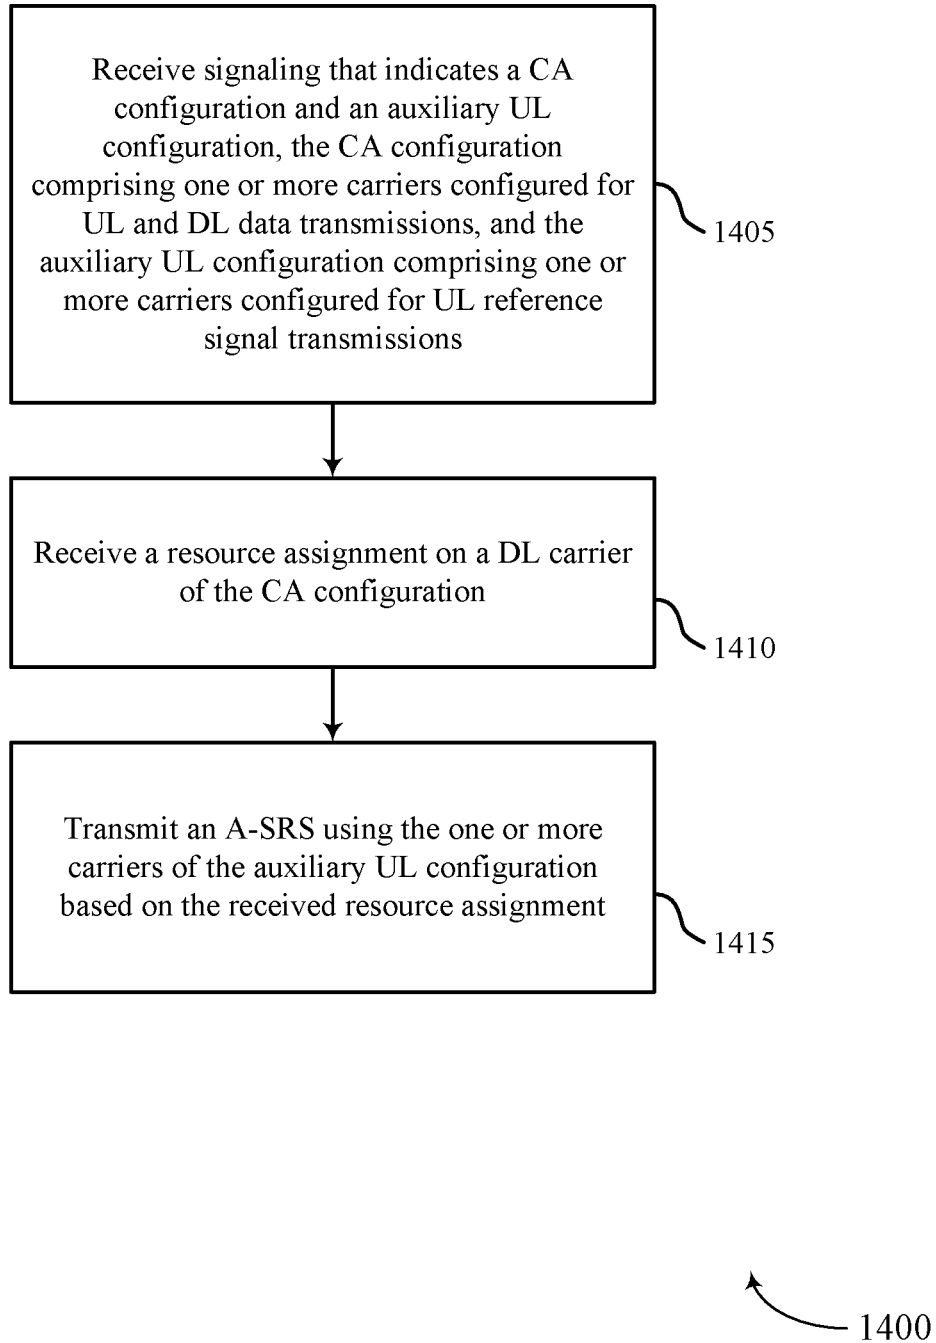 Receive signaling that indicates a CA
configuration and an auxiliary UL
configuration, the CA configuration
comprising one or more carriers configured for
UL and DL data transmissions, and the
auxiliary UL configuration comprising one or
more carriers configured for UL reference
signal transmissions
1405
Receive a resource assignment on a DL carrier
of the CA configuration
1410
Transmit an A-SRS using the one or more
carriers of the auxiliary UL configuration
based on the received resource assignment
1415
1400